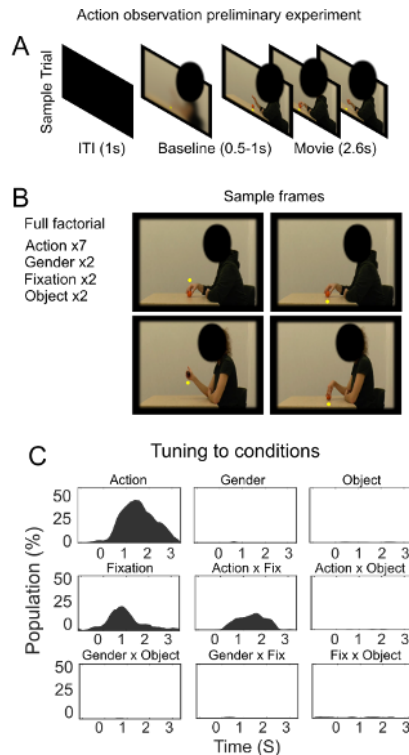 Action observation preliminary experiment
A
Sample Trial
ITI (1s)
Baseline (0.5-1s)
Movie (2.6s)
B
Sample frames
Full factorial
Action x7
Gender x2
Fixation x2
Object x2
C
Tuning to conditions
Population (%)
Action
Gender
Object
50
25
0
0 1 2 3
0 1 2 3
0 1 2 3
Fixation
Action x Fix
Action x Object
50
25
0
0 1 2 3
0 1 2 3
0 1 2 3
Gender x Object
Gender x Fix
Fix x Object
50
25
0
0 1 2 3
0 1 2 3
0 1 2 3
Time (S)